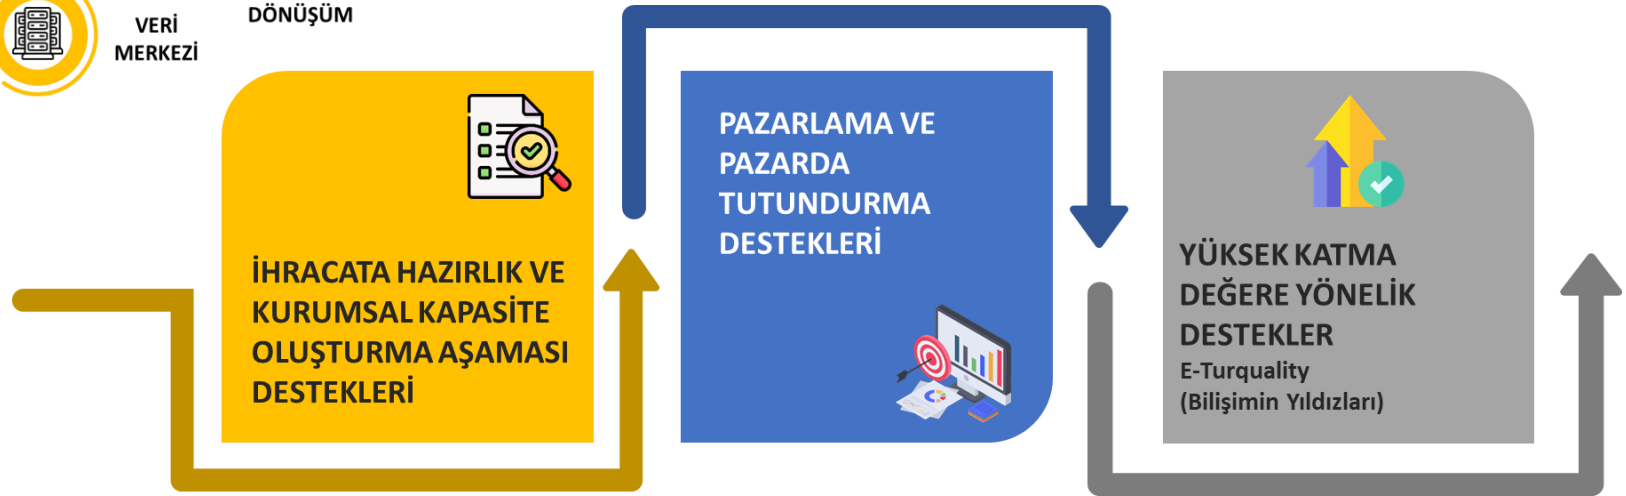 VERİ
MERKEZİ
DÖNÜŞÜM
İHRACATA HAZIRLIK VE
KURUMSAL KAPASİTE
OLUŞTURMA AŞAMASI
DESTEKLERİ
PAZARLAMA VE
PAZARDA
TUTUNDURMA
DESTEKLERİ
YÜKSEK KATMA
DEĞERE YÖNELİK
DESTEKLER
E-Turquality
(Bilişimin Yıldızları)